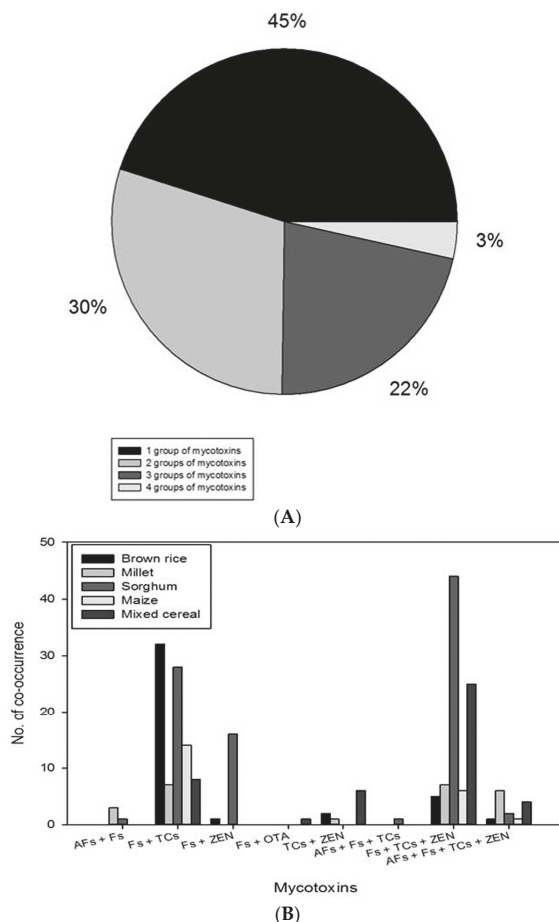 45%
3%
30%
22%
1 group of mycotoxins
2 groups of mycotoxins
3 groups of mycotoxins
4 groups of mycotoxins
(A)
50
40
30
20
10
0
No. of co-occurrence
Brown rice
Millet
Sorghum
Maize
Mixed cereal
AFs + Fs
Fs + TCs
Fs + ZEN
Fs + OTA
TCs + ZEN
AFs + Fs + TCs
Fs + TCs + ZEN
AFs + Fs + TCs + ZEN
Mycotoxins
(B)